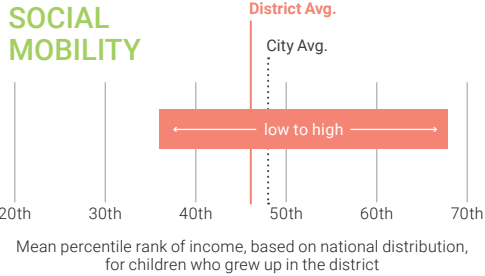 SOCIAL
MOBILITY
District Avg.
City Avg.
low to high
20th 30th 40th 50th 60th 70th
Mean percentile rank of income, based on national distribution,
for children who grew up in the district